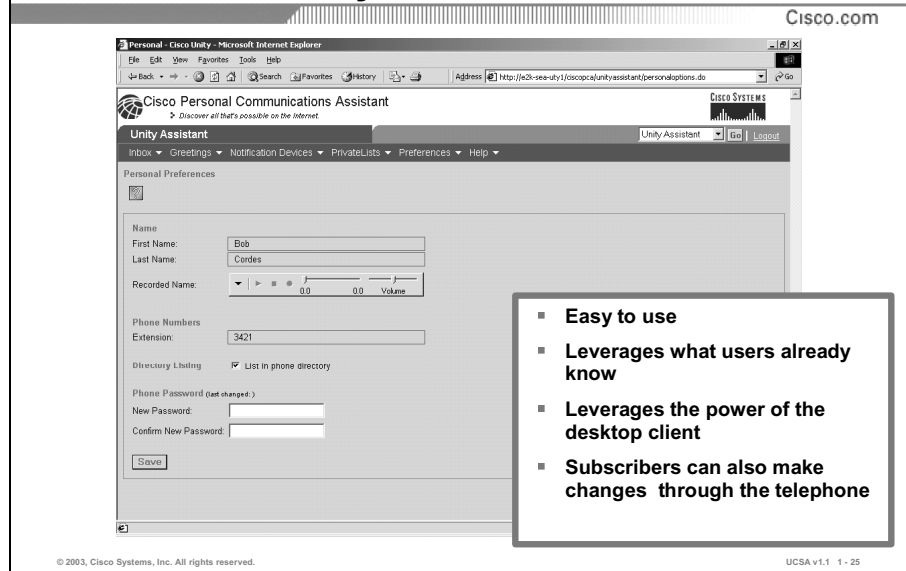 Cisco.com
Personal - Cisco Unity - Microsoft Internet Explorer
File Edit View Favorites Tools Help
Back Search Favorites History Address http://e2k-sea-uty1/ciscopca/unityassistant/personaloptions.do Go
Cisco Personal Communications Assistant
Discover all that's possible on the Internet.
CISCO SYSTEMS
Unity Assistant Unity Assistant Go | Logout
Inbox Greetings Notification Devices PrivateLists Preferences Help
Personal Preferences
Name
First Name: Bob
Last Name: Cordes
Recorded Name: 0.0 0.0 Volume
Phone Numbers
Extension: 3421
Directory Listing List in phone directory
Phone Password (last changed: )
New Password:
Confirm New Password:
Save
Easy to use
Leverages what users already
know
Leverages the power of the
desktop client
Subscribers can also make
changes through the telephone
© 2003, Cisco Systems, Inc. All rights reserved. UCSA v1.1 1 - 25